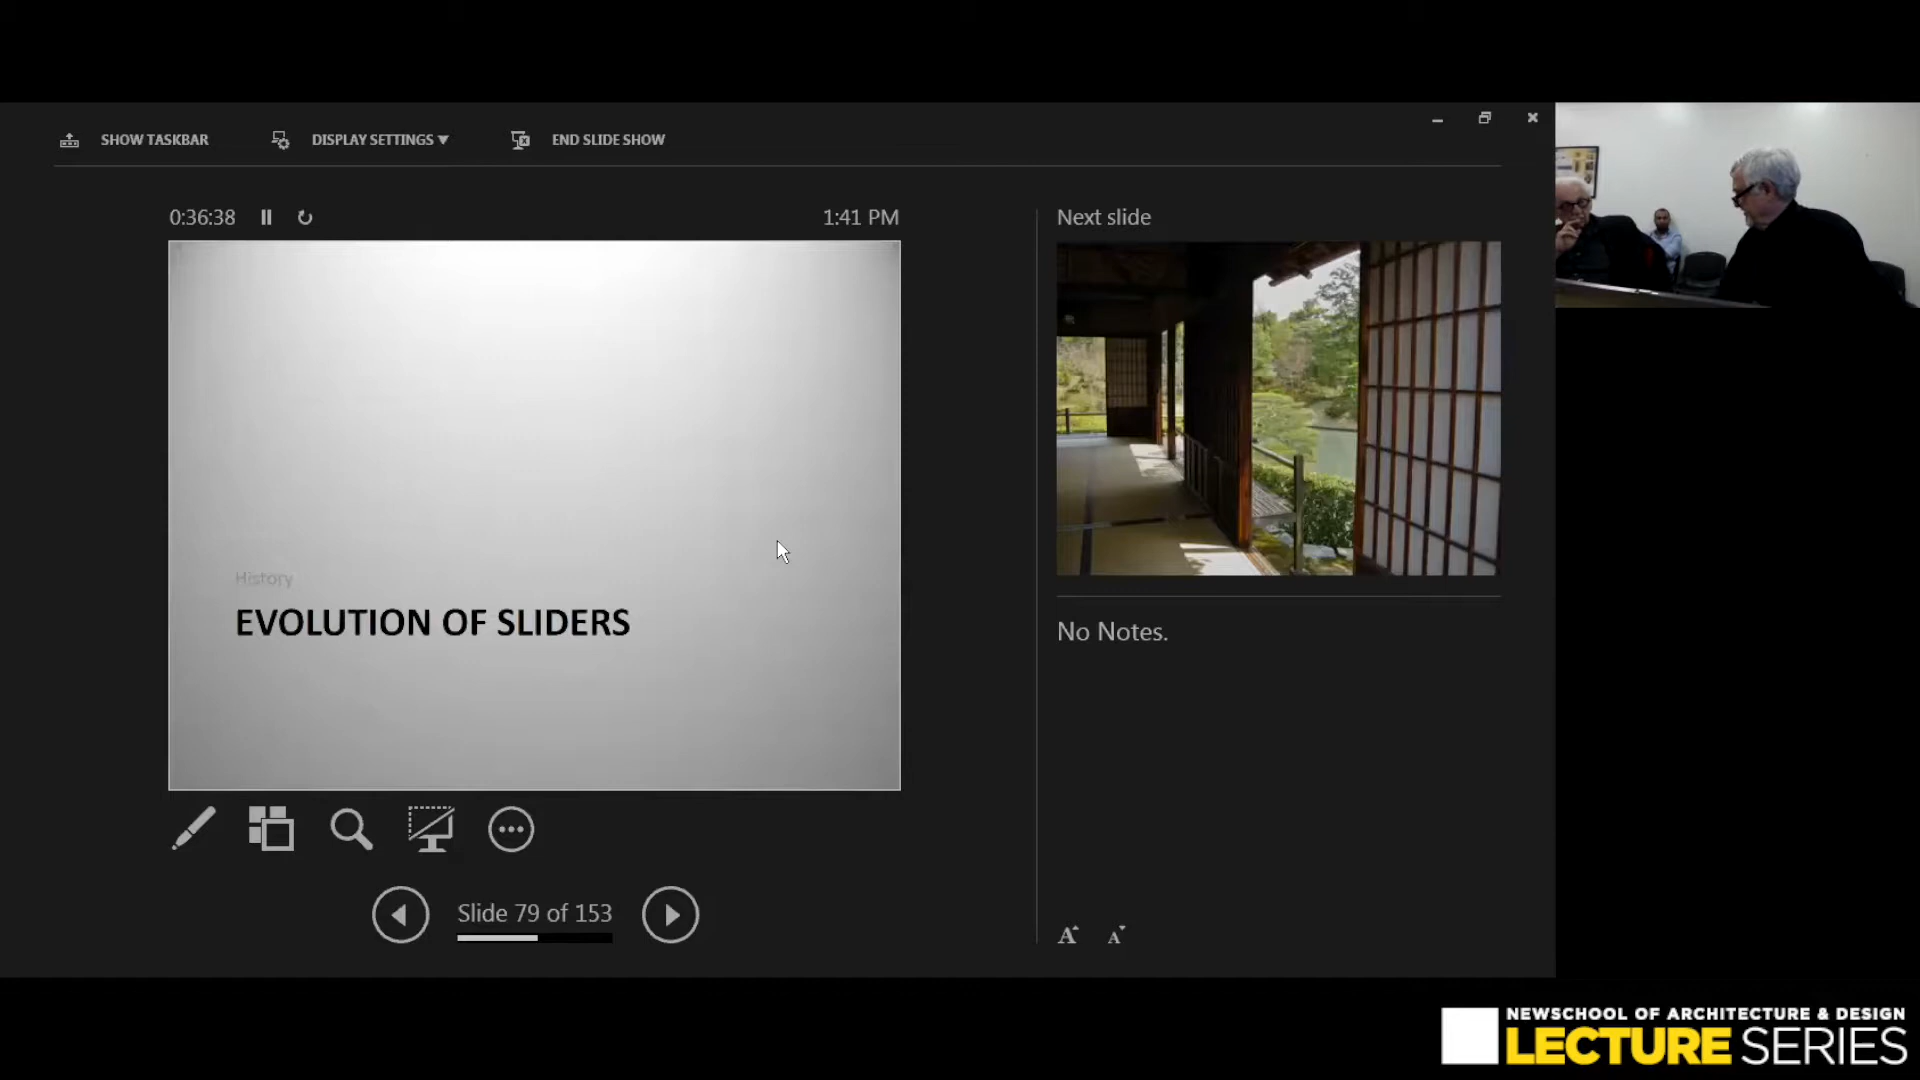 SHOW TASKBAR
DISPLAY SETTINGS ▼
END SLIDE SHOW
0:36:38
1:41 PM
Next slide
History
EVOLUTION OF SLIDERS
No Notes.
Slide 79 of 153
A A
NEWSCHOOL OF ARCHITECTURE & DESIGN
LECTURE SERIES